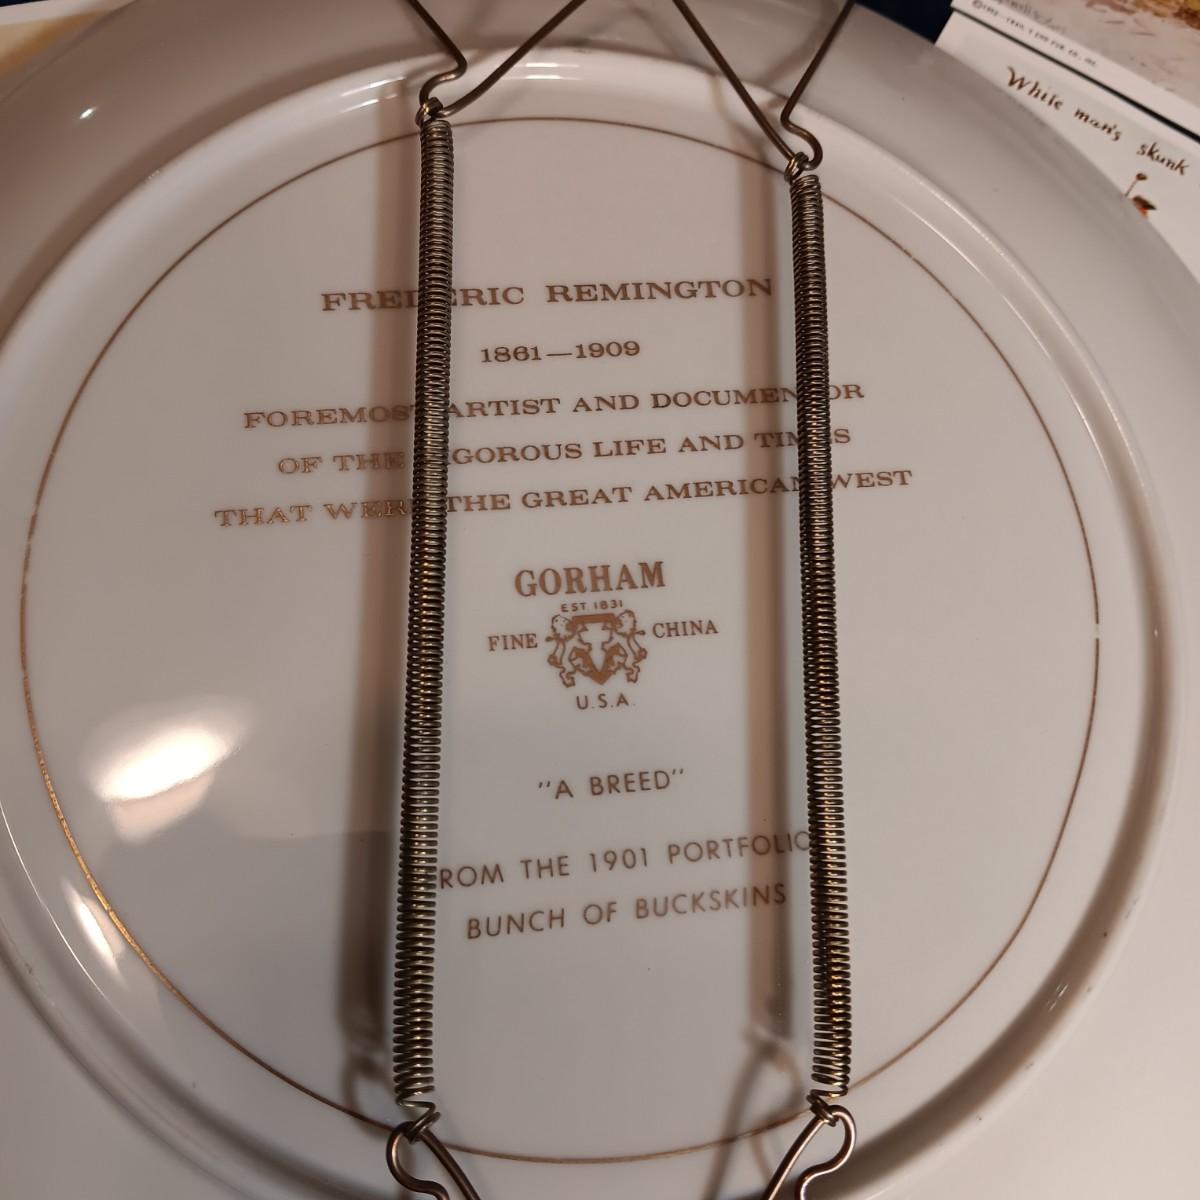 While man's skunk
FREDERIC REMINGTON
1861—1909
FOREMOST ARTIST AND DOCUMENTOR
OF THE VIGOROUS LIFE AND TIMES
THAT WERE THE GREAT AMERICAN WEST
GORHAM
EST 1831
FINE CHINA
U.S.A.
"A BREED"
FROM THE 1901 PORTFOLIO
BUNCH OF BUCKSKINS